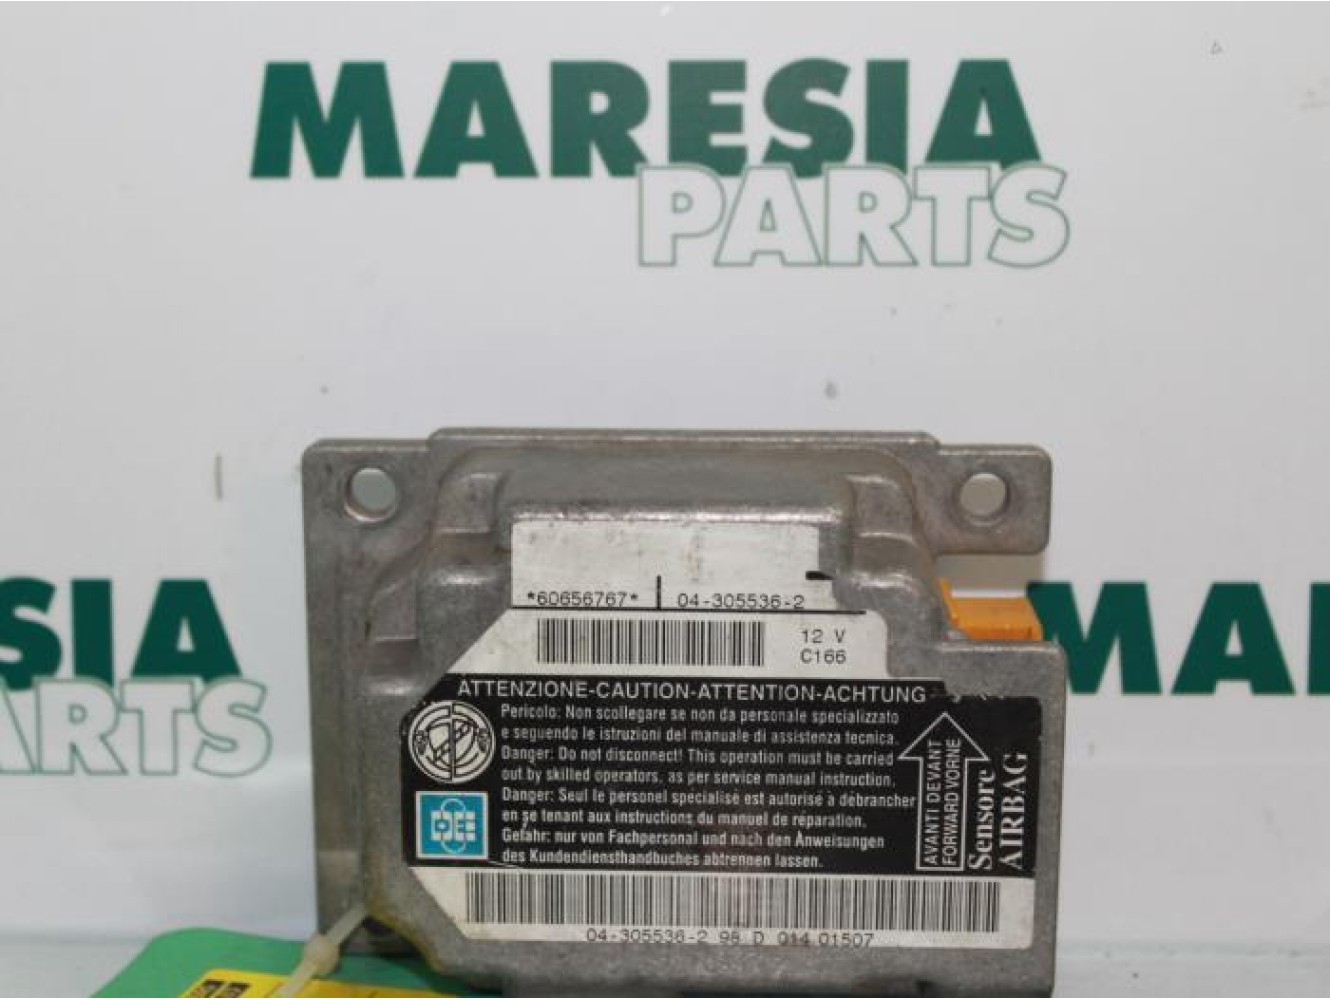 MARESIA
PARTS
*60656767* 04-305536-2
12 V
C166
ATTENZIONE-CAUTION-ATTENTION-ACHTUNG
Pericolo: Non scollegare se non da personale specializzato
e seguendo le istruzioni del manuale di assistenza tecnica.
Danger: Do not disconnect! This operation must be carried
out by skilled operators, as per service manual instruction.
Danger: Seul le personel specialisé est autorisé à débrancher
en se tenant aux instructions du manuel de réparation.
Gefahr: nur von Fachpersonal und nach den Anweisungen
des Kundendiensthandbuches abtrennen lassen.
AVANTI DEVANT
FORWARD VORNE
Sensore
AIRBAG
04-305536-2 98 D 014 01507
SIA
ARTS
MAR